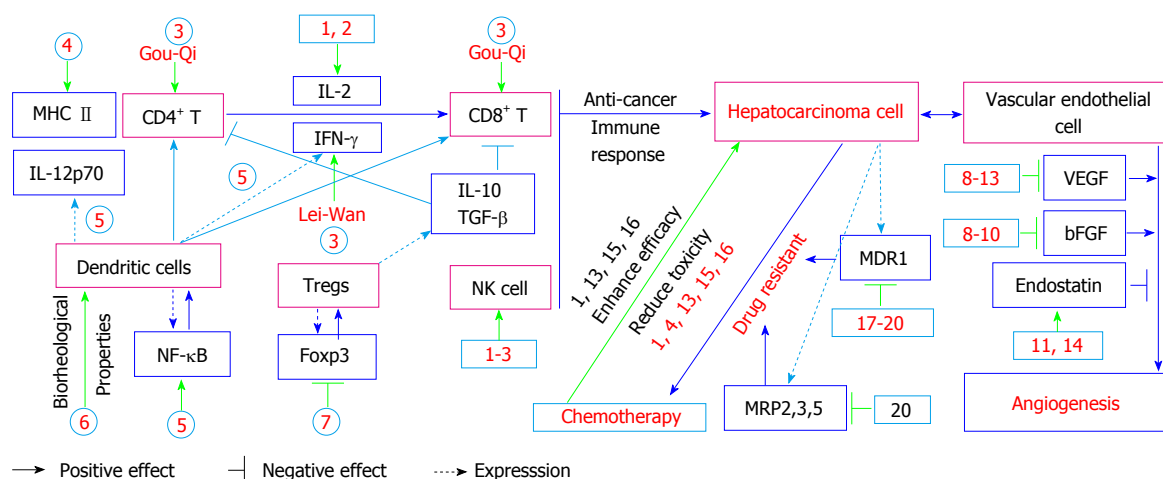 3
Gou-Qi
4
1, 2
3
Gou-Qi
MHC II
CD4+ T
IL-2
CD8+ T
Anti-cancer
Immune
response
Hepatocarcinoma cell
Vascular endothelial
cell
IFN-γ
IL-12p70
5
5
IL-10
TGF-β
Lei-Wan
3
8-13
VEGF
8-10
bFGF
Dendritic cells
Tregs
NK cell
MDR1
Endostatin
1, 13, 15, 16
Enhance efficacy
Reduce toxicity
1, 4, 13, 15, 16
Drug resistant
17-20
11, 14
Biorheological
Properties
NF-κB
Foxp3
1-3
6
5
7
Chemotherapy
MRP2,3,5
20
Angiogenesis
Positive effect
Negative effect
Expresssion